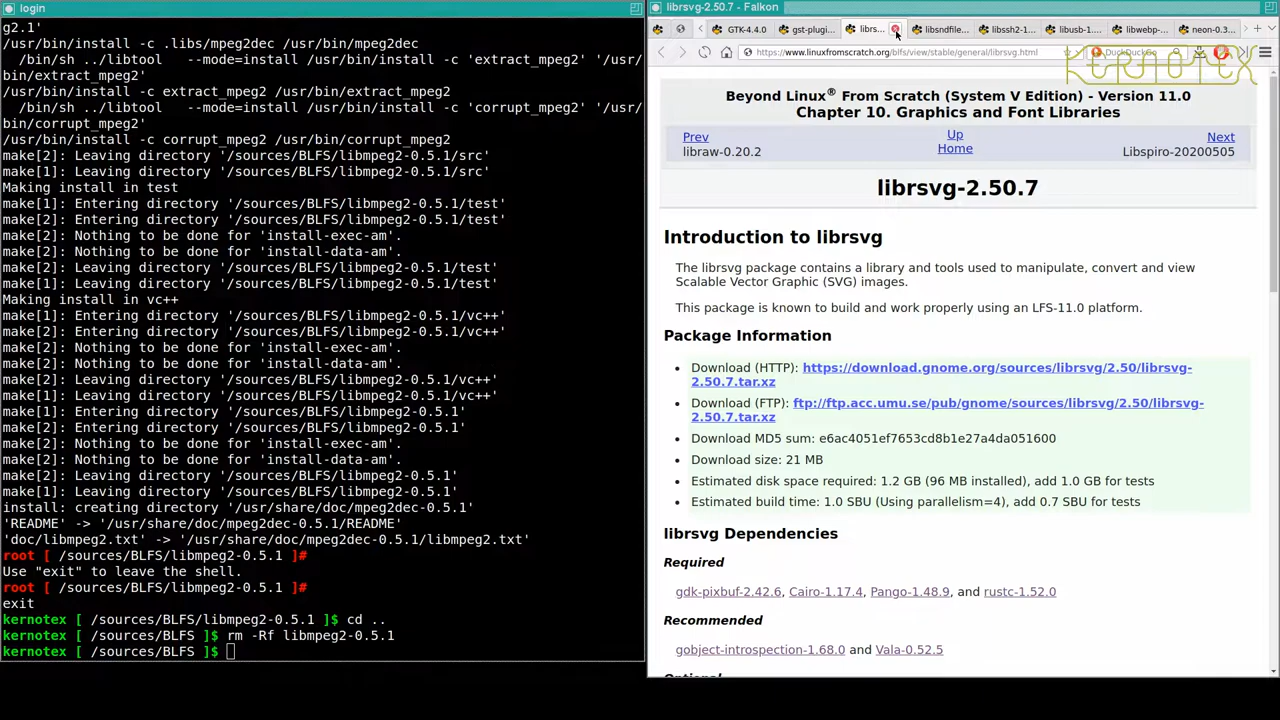 login
g2.1'
/usr/bin/install -c .libs/mpeg2dec /usr/bin/mpeg2dec
/bin/sh ../libtool   --mode=install /usr/bin/install -c 'extract_mpeg2' '/usr/
bin/extract_mpeg2'
/usr/bin/install -c extract_mpeg2 /usr/bin/extract_mpeg2
/bin/sh ../libtool   --mode=install /usr/bin/install -c 'corrupt_mpeg2' '/usr/
bin/corrupt_mpeg2'
/usr/bin/install -c corrupt_mpeg2 /usr/bin/corrupt_mpeg2
make[2]: Leaving directory '/sources/BLFS/libmpeg2-0.5.1/src'
make[1]: Leaving directory '/sources/BLFS/libmpeg2-0.5.1/src'
Making install in test
make[1]: Entering directory '/sources/BLFS/libmpeg2-0.5.1/test'
make[2]: Entering directory '/sources/BLFS/libmpeg2-0.5.1/test'
make[2]: Nothing to be done for 'install-exec-am'.
make[2]: Nothing to be done for 'install-data-am'.
make[2]: Leaving directory '/sources/BLFS/libmpeg2-0.5.1/test'
make[1]: Leaving directory '/sources/BLFS/libmpeg2-0.5.1/test'
Making install in vc++
make[1]: Entering directory '/sources/BLFS/libmpeg2-0.5.1/vc++'
make[2]: Entering directory '/sources/BLFS/libmpeg2-0.5.1/vc++'
make[2]: Nothing to be done for 'install-exec-am'.
make[2]: Nothing to be done for 'install-data-am'.
make[2]: Leaving directory '/sources/BLFS/libmpeg2-0.5.1/vc++'
make[1]: Leaving directory '/sources/BLFS/libmpeg2-0.5.1/vc++'
make[1]: Entering directory '/sources/BLFS/libmpeg2-0.5.1'
make[2]: Entering directory '/sources/BLFS/libmpeg2-0.5.1'
make[2]: Nothing to be done for 'install-exec-am'.
make[2]: Nothing to be done for 'install-data-am'.
make[2]: Leaving directory '/sources/BLFS/libmpeg2-0.5.1'
make[1]: Leaving directory '/sources/BLFS/libmpeg2-0.5.1'
install: creating directory '/usr/share/doc/mpeg2dec-0.5.1'
'README' -> '/usr/share/doc/mpeg2dec-0.5.1/README'
'doc/libmpeg2.txt' -> '/usr/share/doc/mpeg2dec-0.5.1/libmpeg2.txt'
root [ /sources/BLFS/libmpeg2-0.5.1 ]#
Use "exit" to leave the shell.
root [ /sources/BLFS/libmpeg2-0.5.1 ]#
exit
kernotex [ /sources/BLFS/libmpeg2-0.5.1 ]$ cd ..
kernotex [ /sources/BLFS ]$ rm -Rf libmpeg2-0.5.1
kernotex [ /sources/BLFS ]$
librsvg-2.50.7 - Falkon
GTK-4.4.0 gst-plugi... librs... libsndfile... libssh2-1... libusb-1.... libwebp-... neon-0.3...
https://www.linuxfromscratch.org/blfs/view/stable/general/librsvg.html DuckDuckGo
KERNOTEX
Beyond Linux® From Scratch (System V Edition) - Version 11.0
Chapter 10. Graphics and Font Libraries
Prev Up Next
libraw-0.20.2 Home Libspiro-20200505
librsvg-2.50.7
Introduction to librsvg
The librsvg package contains a library and tools used to manipulate, convert and view
Scalable Vector Graphic (SVG) images.
This package is known to build and work properly using an LFS-11.0 platform.
Package Information
• Download (HTTP): https://download.gnome.org/sources/librsvg/2.50/librsvg-
2.50.7.tar.xz
• Download (FTP): ftp://ftp.acc.umu.se/pub/gnome/sources/librsvg/2.50/librsvg-
2.50.7.tar.xz
• Download MD5 sum: e6ac4051ef7653cd8b1e27a4da051600
• Download size: 21 MB
• Estimated disk space required: 1.2 GB (96 MB installed), add 1.0 GB for tests
• Estimated build time: 1.0 SBU (Using parallelism=4), add 0.7 SBU for tests
librsvg Dependencies
Required
gdk-pixbuf-2.42.6, Cairo-1.17.4, Pango-1.48.9, and rustc-1.52.0
Recommended
gobject-introspection-1.68.0 and Vala-0.52.5